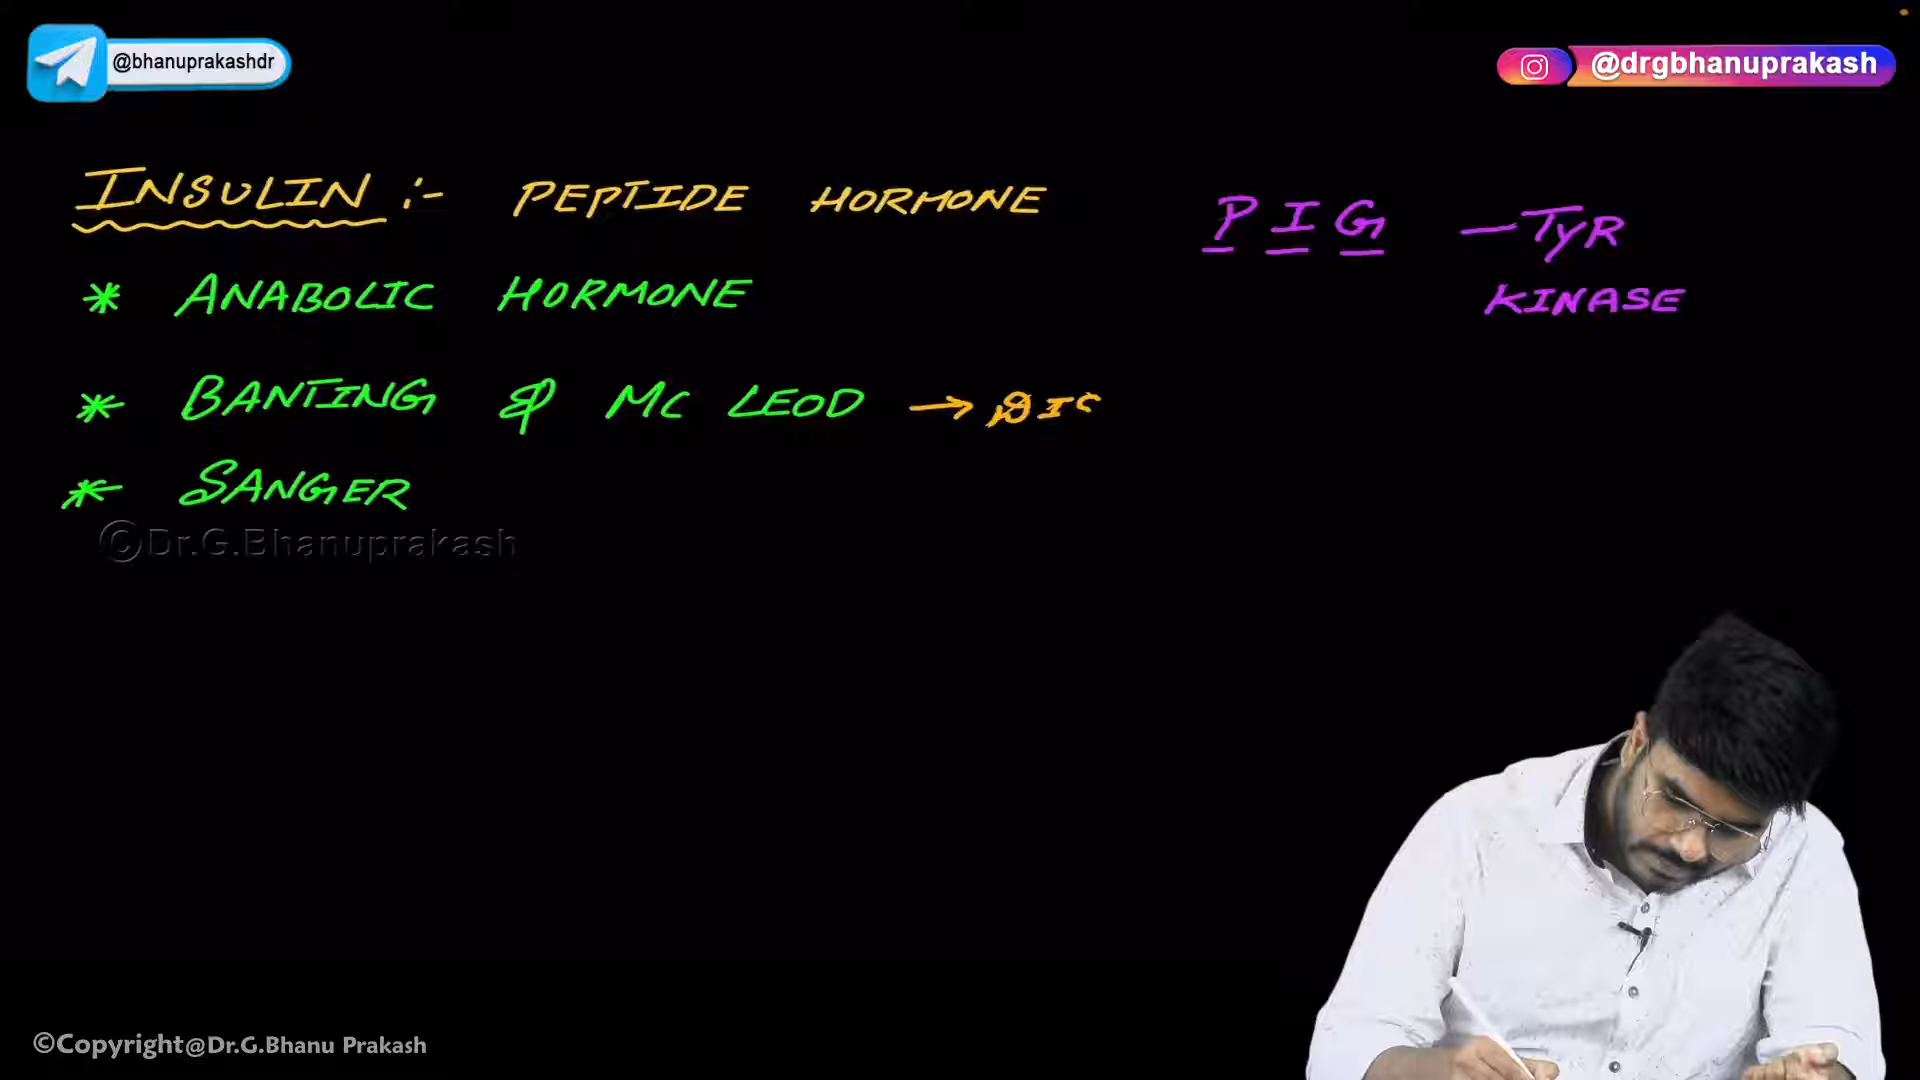 @bhanuprakashdr
@drgbhanuprakash
INSULIN :- PEPTIDE HORMONE
* ANABOLIC HORMONE
* BANTING & MC LEOD → DIS
* SANGER
PIG - TYR
KINASE
©Dr.G.Bhanuprakash
©Copyright@Dr.G.Bhanu Prakash